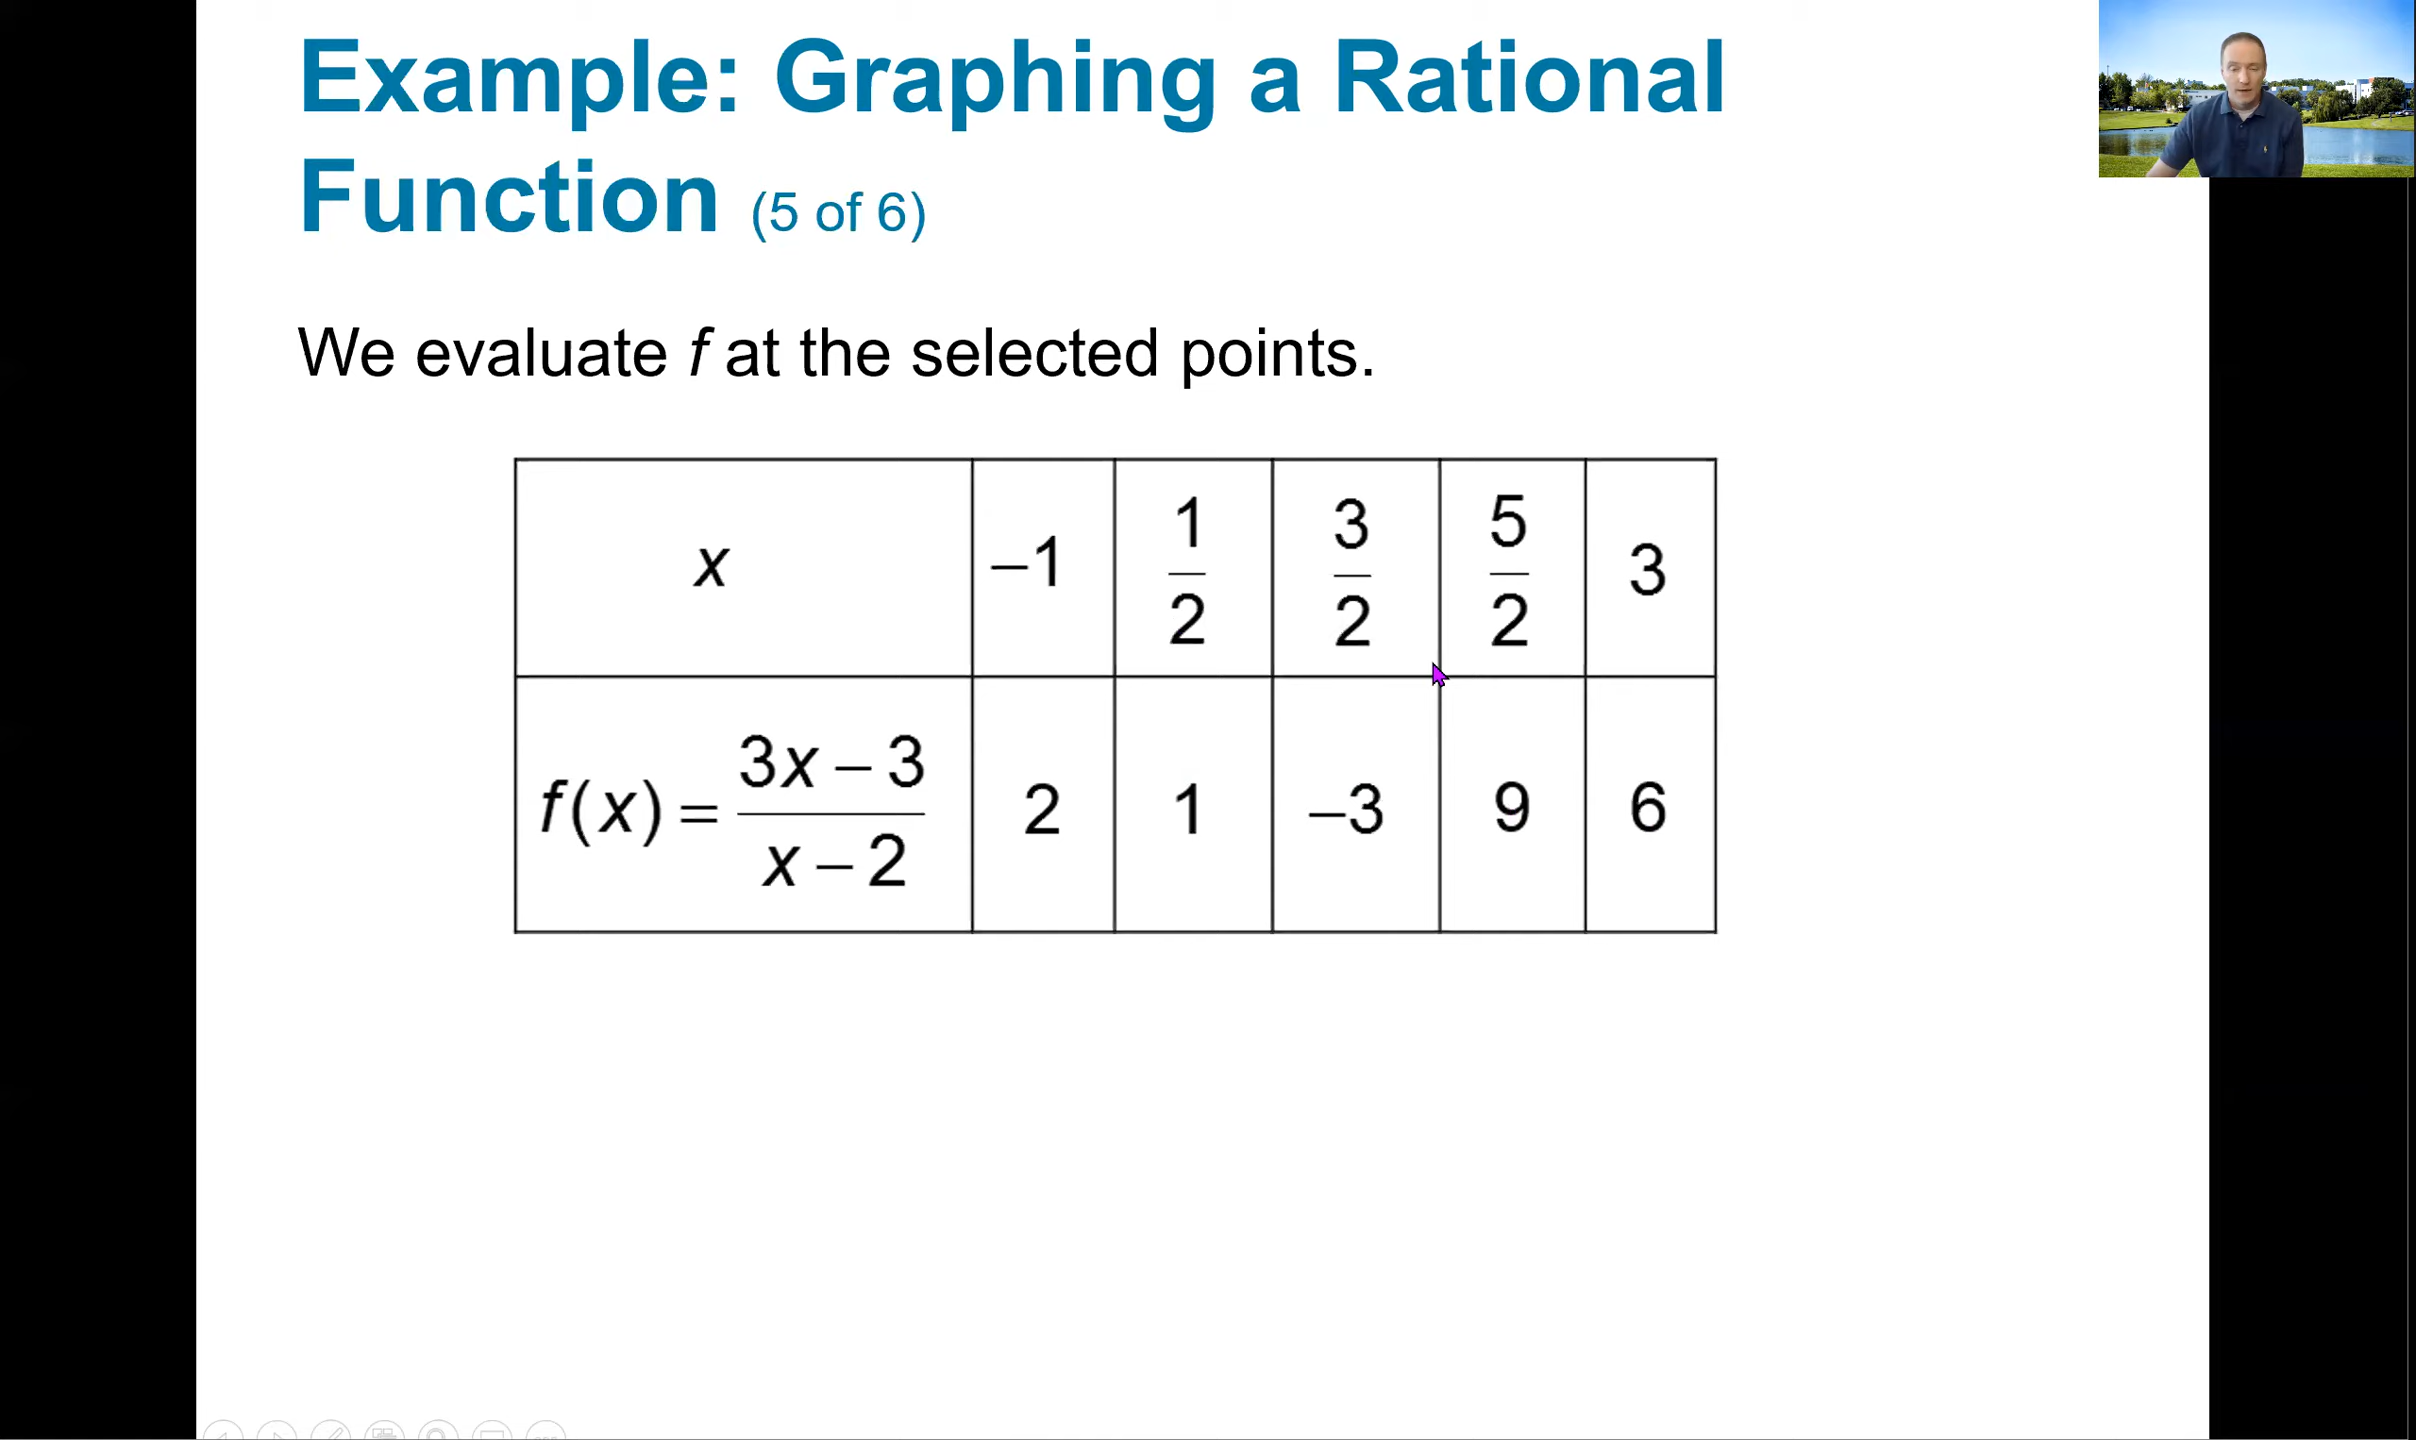 Example: Graphing a Rational
Function (5 of 6)
We evaluate f at the selected points.
x –1 1/2 3/2 5/2 3
f(x) = (3x – 3)/(x – 2) 2 1 –3 9 6